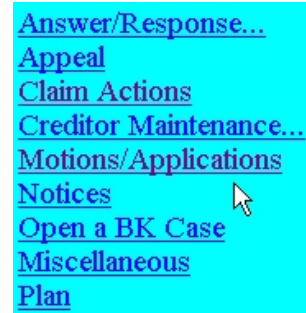 Answer/Response...
Appeal
Claim Actions
Creditor Maintenance...
Motions/Applications
Notices
Open a BK Case
Miscellaneous
Plan